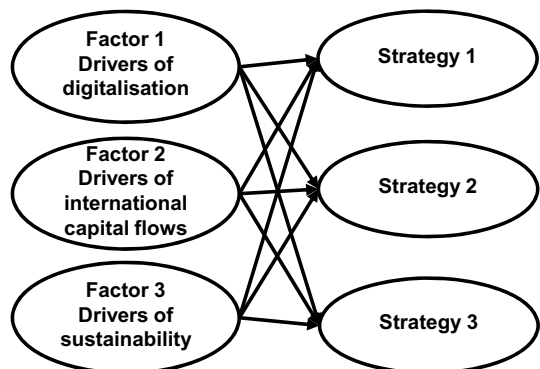 Factor 1
Drivers of
digitalisation
Strategy 1
Factor 2
Drivers of
international
capital flows
Strategy 2
Factor 3
Drivers of
sustainability
Strategy 3